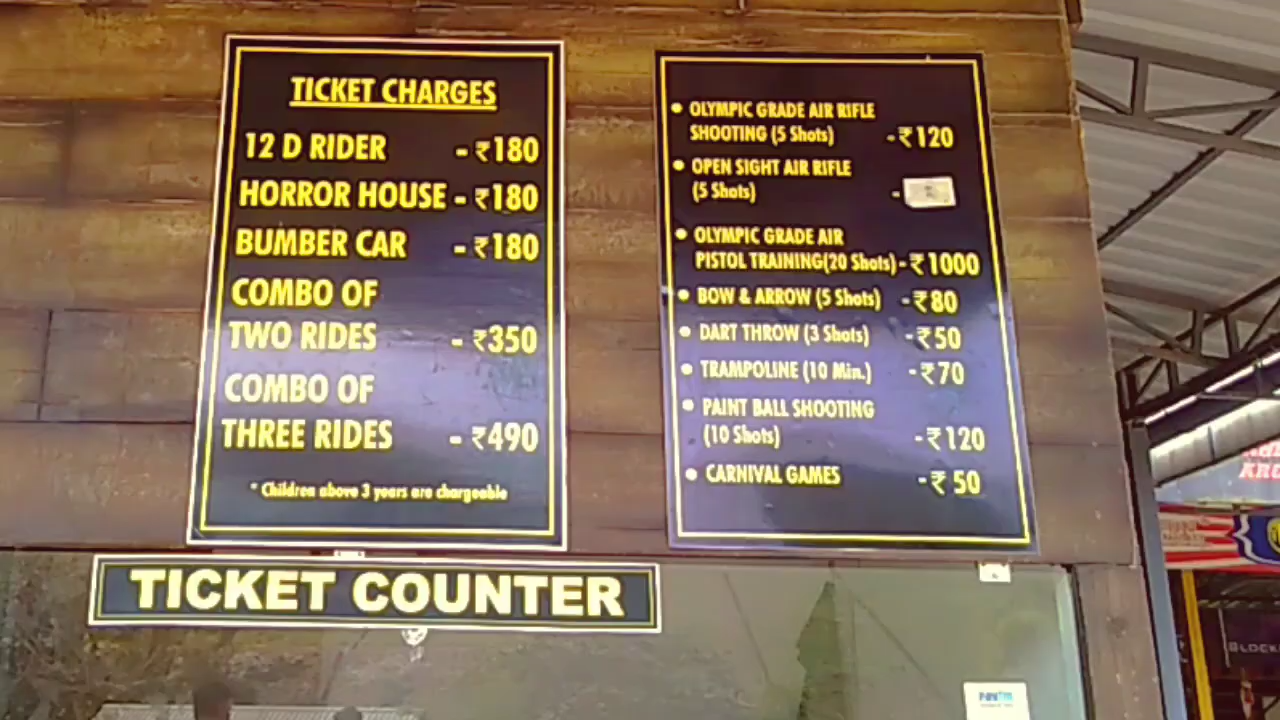 TICKET CHARGES
12 D RIDER - ₹180
HORROR HOUSE - ₹180
BUMBER CAR - ₹180
COMBO OF
TWO RIDES - ₹350
COMBO OF
THREE RIDES - ₹490
* Children above 3 years are chargeable
• OLYMPIC GRADE AIR RIFLE
SHOOTING (5 Shots) - ₹120
• OPEN SIGHT AIR RIFLE
(5 Shots) -
• OLYMPIC GRADE AIR
PISTOL TRAINING(20 Shots) - ₹1000
• BOW & ARROW (5 Shots) - ₹80
• DART THROW (3 Shots) - ₹50
• TRAMPOLINE (10 Min.) - ₹70
• PAINT BALL SHOOTING
(10 Shots) - ₹120
• CARNIVAL GAMES - ₹50
TICKET COUNTER
Paytm